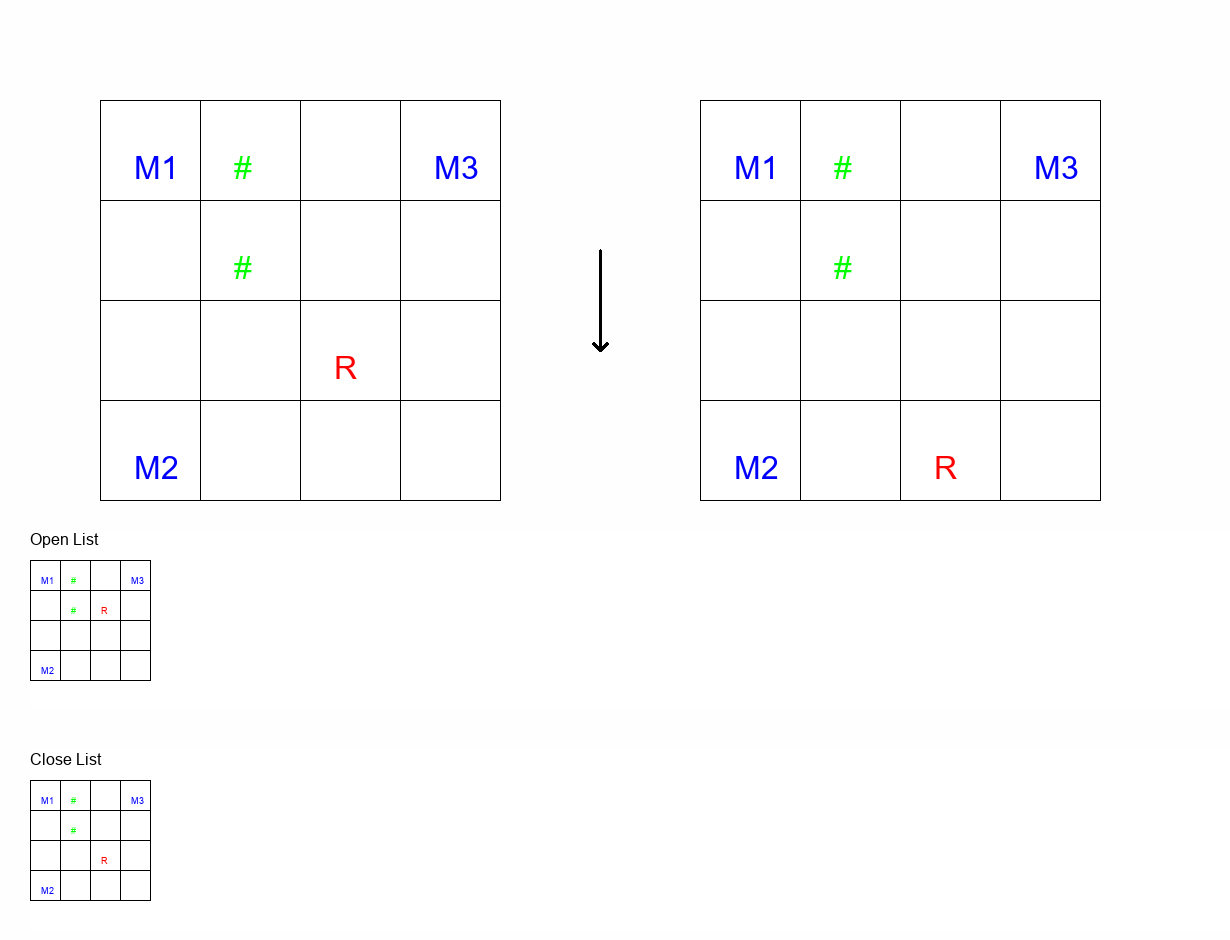 M1 # M3 M1 # M3
# #
R
M2 M2 R
Open List
M1 # M3
# R
M2
Close List
M1 # M3
#
R
M2